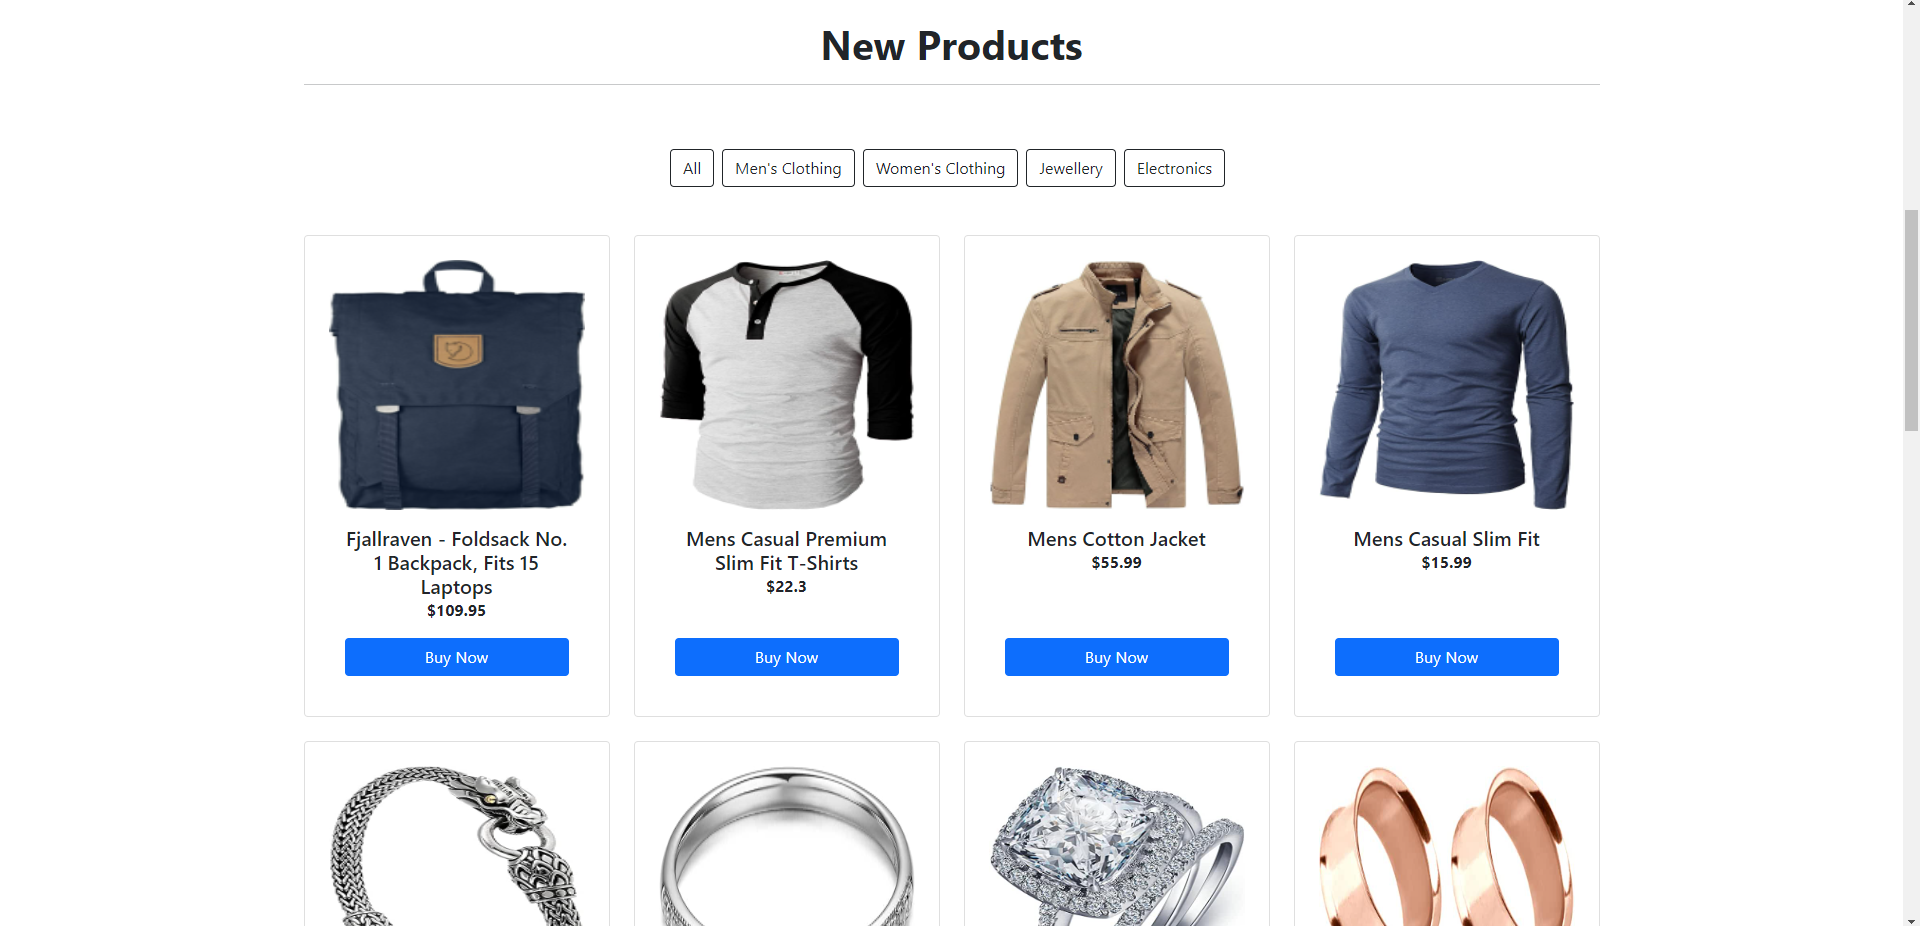 New Products
All
Men's Clothing
Women's Clothing
Jewellery
Electronics
Fjallraven - Foldsack No.
1 Backpack, Fits 15
Laptops
$109.95
Buy Now
Mens Casual Premium
Slim Fit T-Shirts
$22.3
Buy Now
Mens Cotton Jacket
$55.99
Buy Now
Mens Casual Slim Fit
$15.99
Buy Now